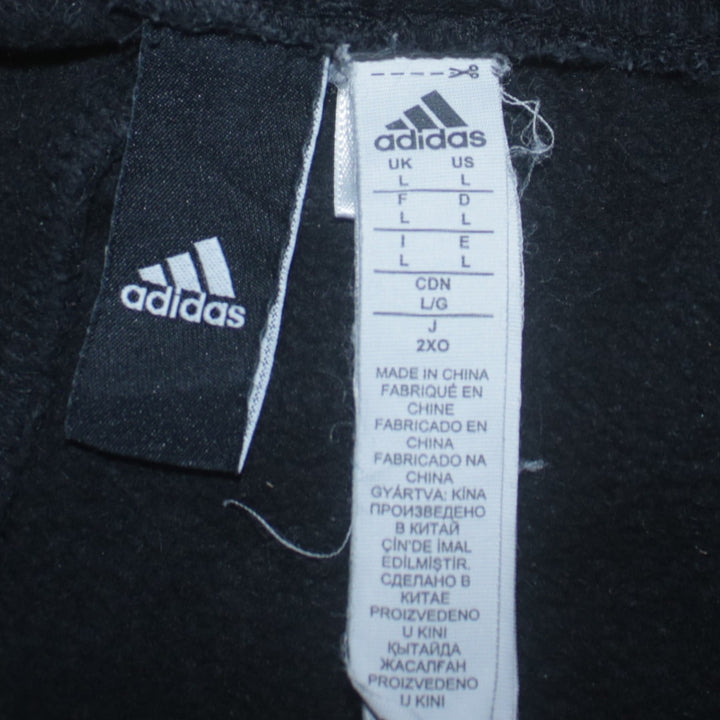 adidas
adidas
UK US
L L
F D
L L
I E
L L
CDN
L/G
J
2XO
MADE IN CHINA
FABRIQUÉ EN
CHINE
FABRICADO EN
CHINA
FABRICADO NA
CHINA
GYÁRTVA: KÍNA
ПРОИЗВЕДЕНО
В КИТАЙ
ÇİN'DE İMAL
EDİLMİŞTİR.
СДЕЛАНО В
КИТАЕ
PROIZVEDENO
U KINI
ҚЫТАЙДА
ЖАСАЛҒАН
PROIZVEDENO
U KINI